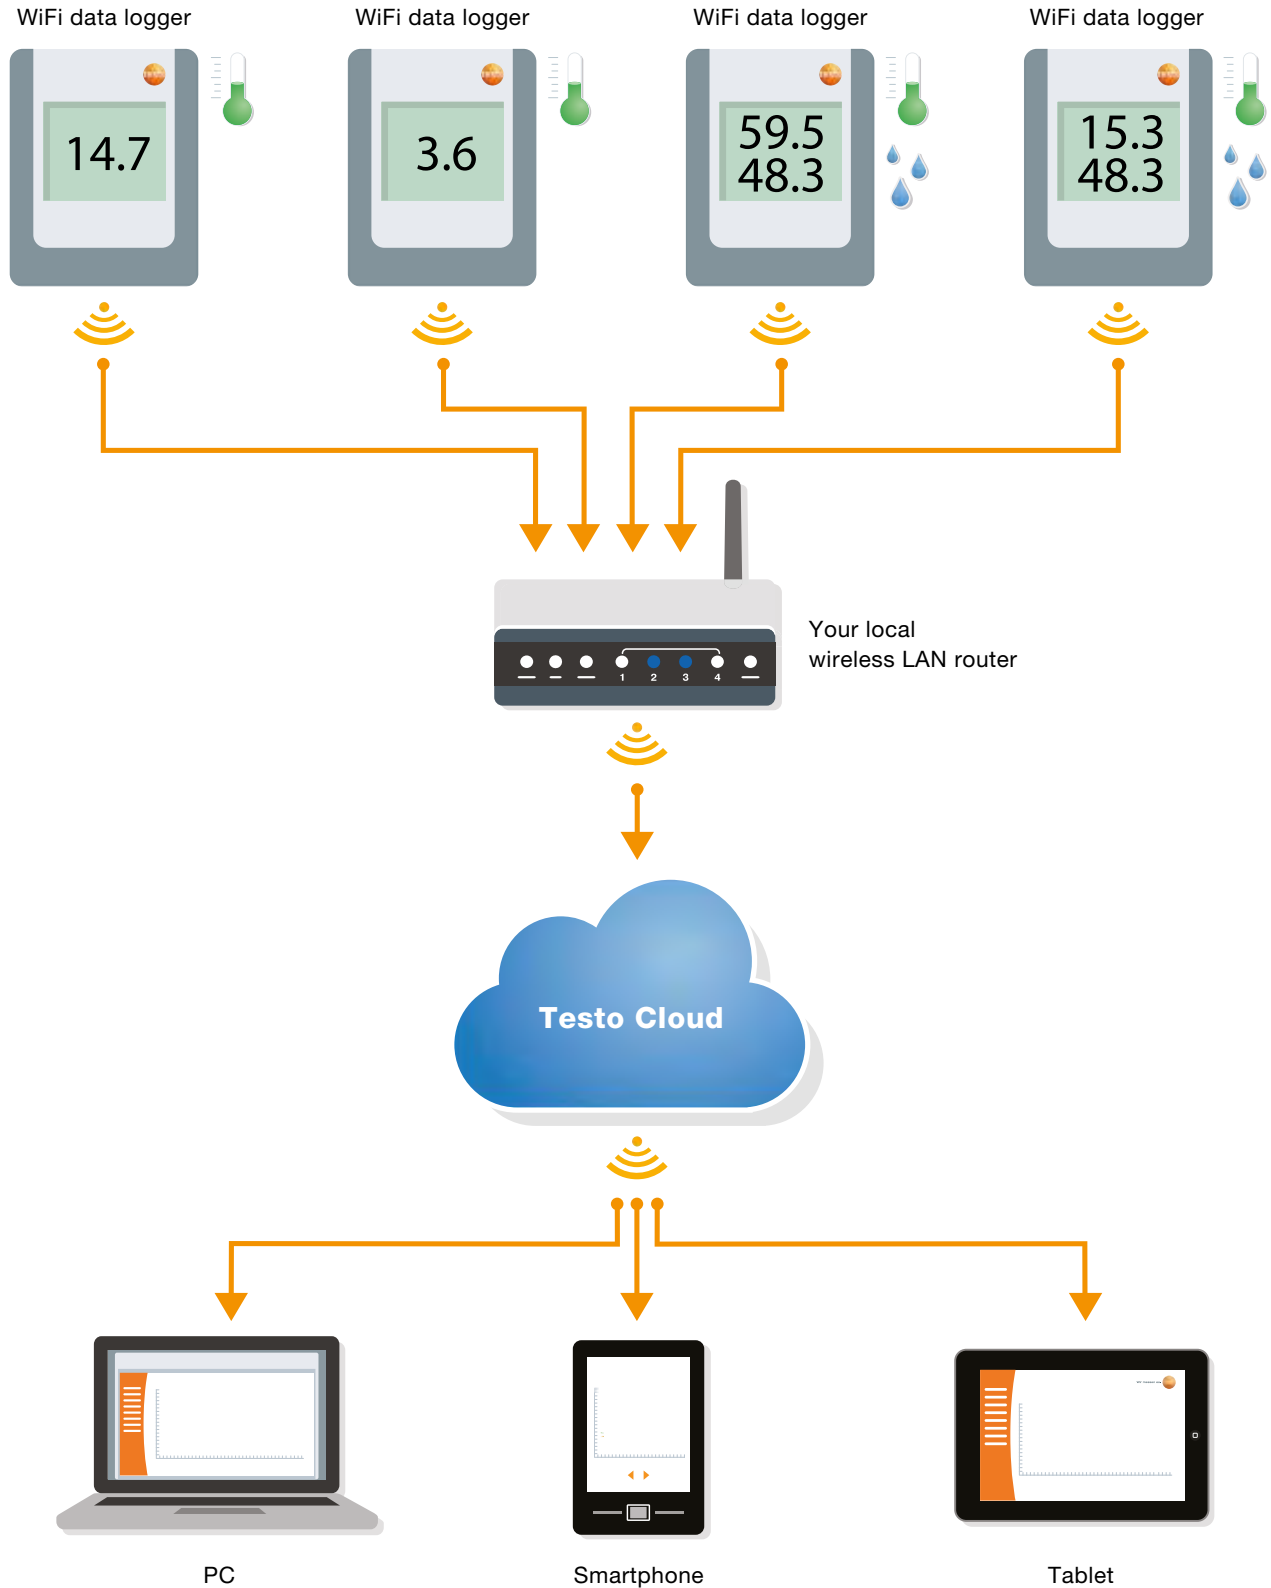 WiFi data logger
WiFi data logger
WiFi data logger
WiFi data logger
14.7
3.6
59.5
48.3
15.3
48.3
Your local
wireless LAN router
1 2 3 4
Testo Cloud
PC
Smartphone
Tablet